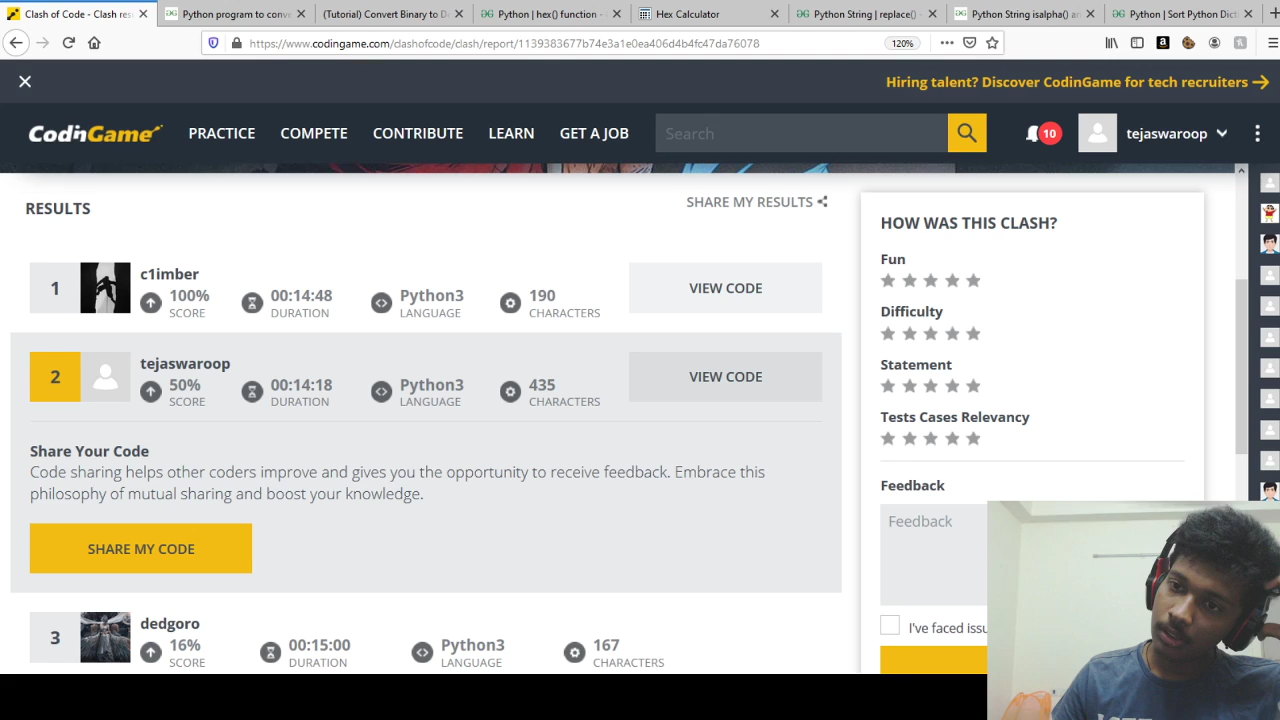 Clash of Code - Clash res
Python program to conve
(Tutorial) Convert Binary to De
Python | hex() function -
Hex Calculator
Python String | replace() -
Python String isalpha() a
Python | Sort Python Dict
https://www.codingame.com/clashofcode/clash/report/1139383677b74e3a1e0ea406d4b4fc47da76078
120%
Hiring talent? Discover CodinGame for tech recruiters
CodinGame
PRACTICE
COMPETE
CONTRIBUTE
LEARN
GET A JOB
Search
10
tejaswaroop
RESULTS
SHARE MY RESULTS
1
c1imber
100%
SCORE
00:14:48
DURATION
Python3
LANGUAGE
190
CHARACTERS
VIEW CODE
2
tejaswaroop
50%
SCORE
00:14:18
DURATION
Python3
LANGUAGE
435
CHARACTERS
VIEW CODE
Share Your Code
Code sharing helps other coders improve and gives you the opportunity to receive feedback. Embrace this
philosophy of mutual sharing and boost your knowledge.
SHARE MY CODE
3
dedgoro
16%
SCORE
00:15:00
DURATION
Python3
LANGUAGE
167
CHARACTERS
HOW WAS THIS CLASH?
Fun
Difficulty
Statement
Tests Cases Relevancy
Feedback
Feedback
I've faced issu